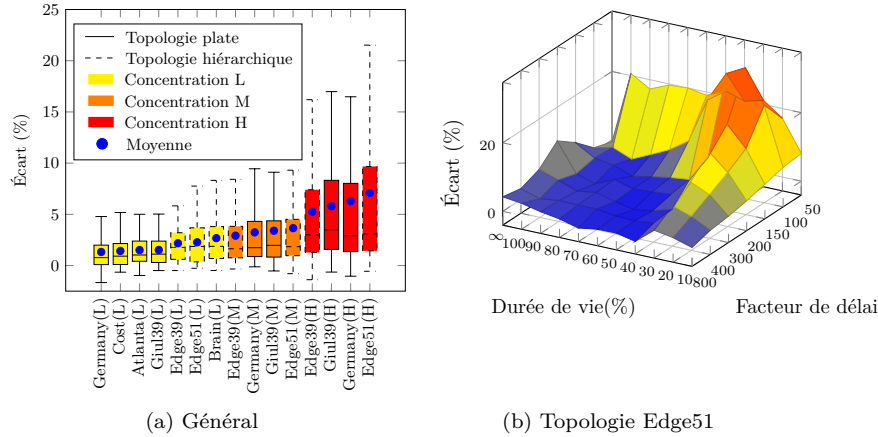 25
20
15
10
5
0
Écart (%)
Topologie plate
Topologie hiérarchique
Concentration L
Concentration M
Concentration H
Moyenne
Germany(L)
Cost(L)
Atlanta(L)
Giul39(L)
Edge39(L)
Edge51(L)
Brain(L)
Edge39(M)
Germany(M)
Giul39(M)
Edge51(M)
Edge39(H)
Giul39(H)
Germany(H)
Edge51(H)
(a) Général
20
0
Écart (%)
∞ 100 90 80 70 60 50 40 30 20 10
800 400 300 200 150 100 50
Durée de vie(%)
Facteur de délai
(b) Topologie Edge51